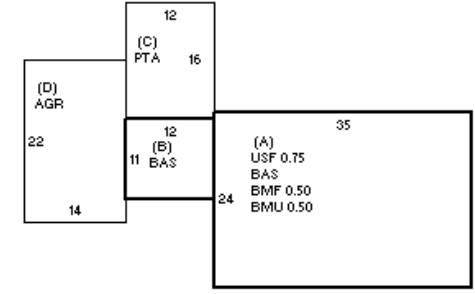 12
(C)
PTA 16
(D)
AGR
22
14
12
(B)
11 BAS
35
(A)
USF 0.75
BAS
BMF 0.50
BMU 0.50
24